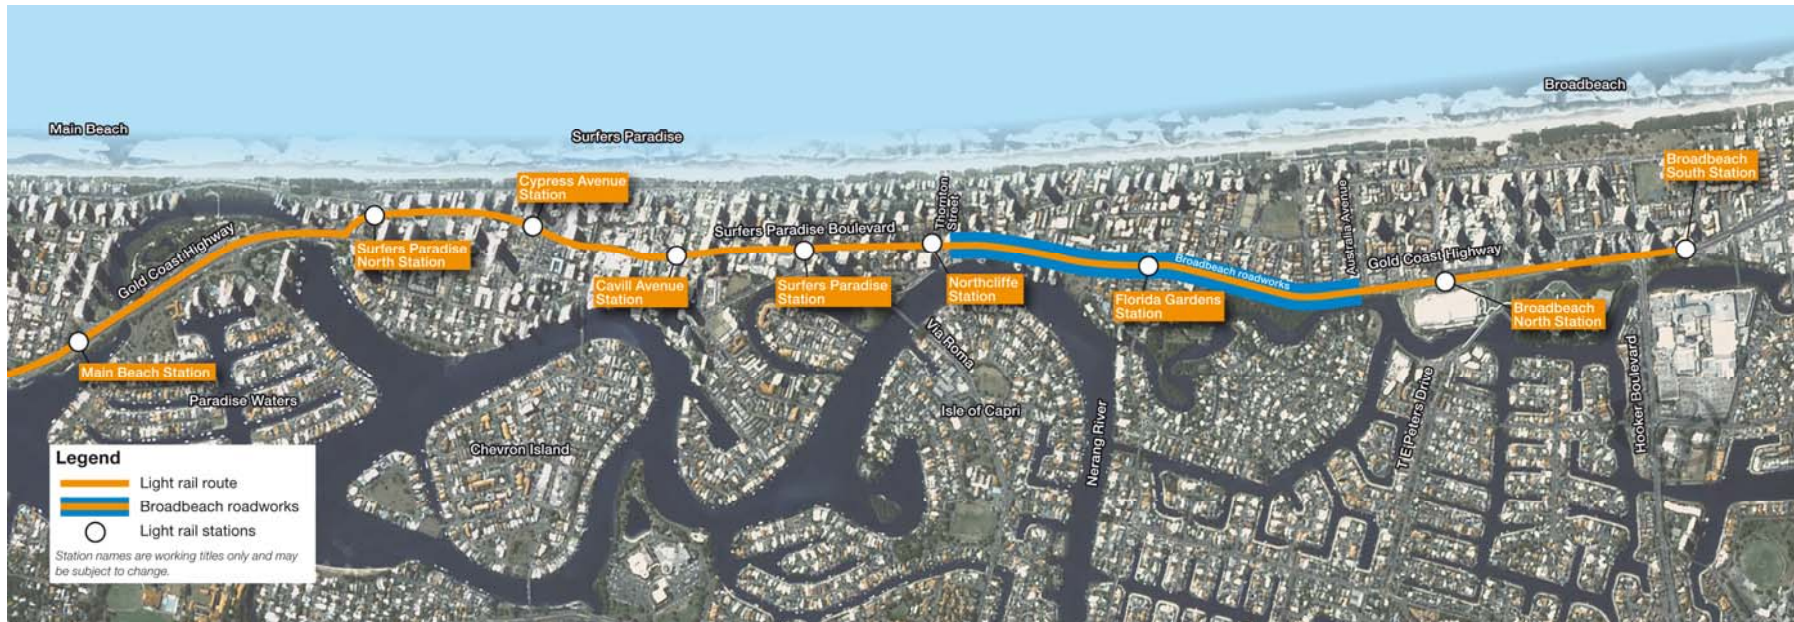 Main Beach
Surfers Paradise
Broadbeach
Gold Coast Highway
Surfers Paradise
North Station
Cypress Avenue
Station
Cavill Avenue
Station
Surfers Paradise Boulevard
Surfers Paradise
Station
Thornton
Street
Northcliffe
Station
Broadbeach roadworks
Florida Gardens
Station
Australia Avenue
Gold Coast Highway
Broadbeach
North Station
Broadbeach
South Station
Main Beach Station
Paradise Waters
Chevron Island
Via Roma
Isle of Capri
Nerang River
T E Peters Drive
Hooker Boulevard
Legend
Light rail route
Broadbeach roadworks
Light rail stations
Station names are working titles only and may
be subject to change.